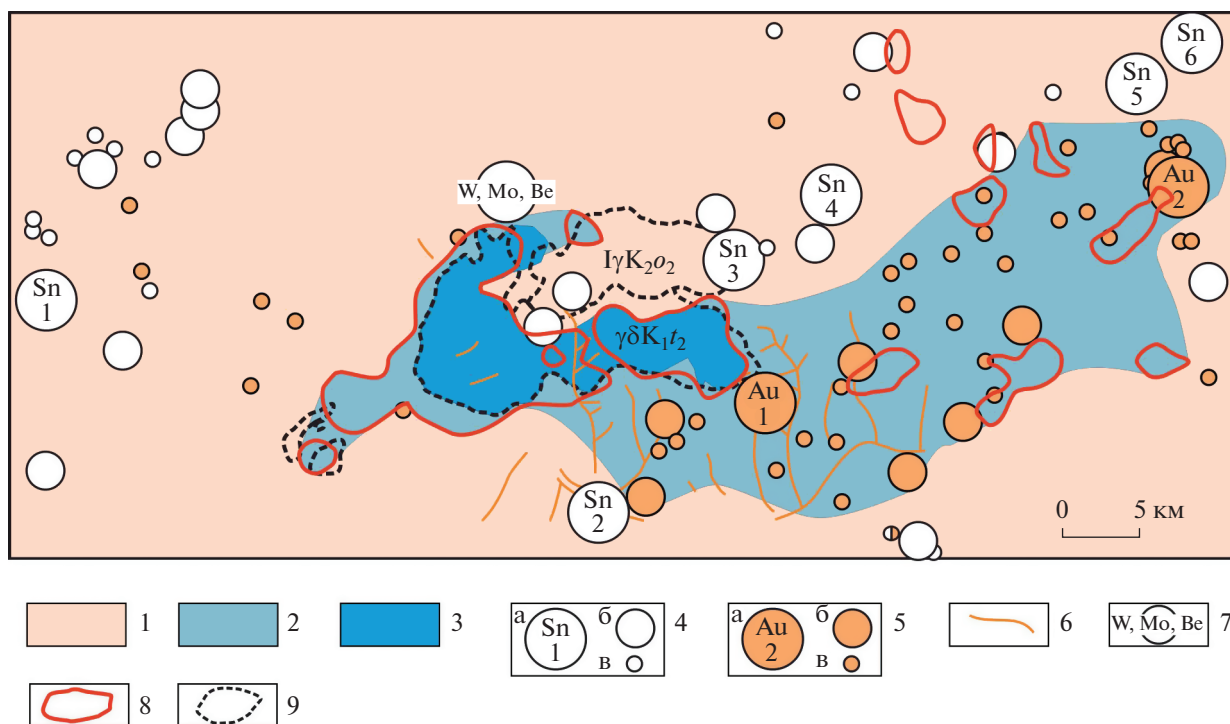 Sn
6
Sn
5
W, Mo, Be
Sn
4
Au
2
IγK₂o₂
Sn
3
Sn
1
γδK₁t₂
Au
1
Sn
2
0 5 км
1 2 3 а Sn 1 б в 4 а Au 2 б в 5 6 W, Mo, Be 7
8 9